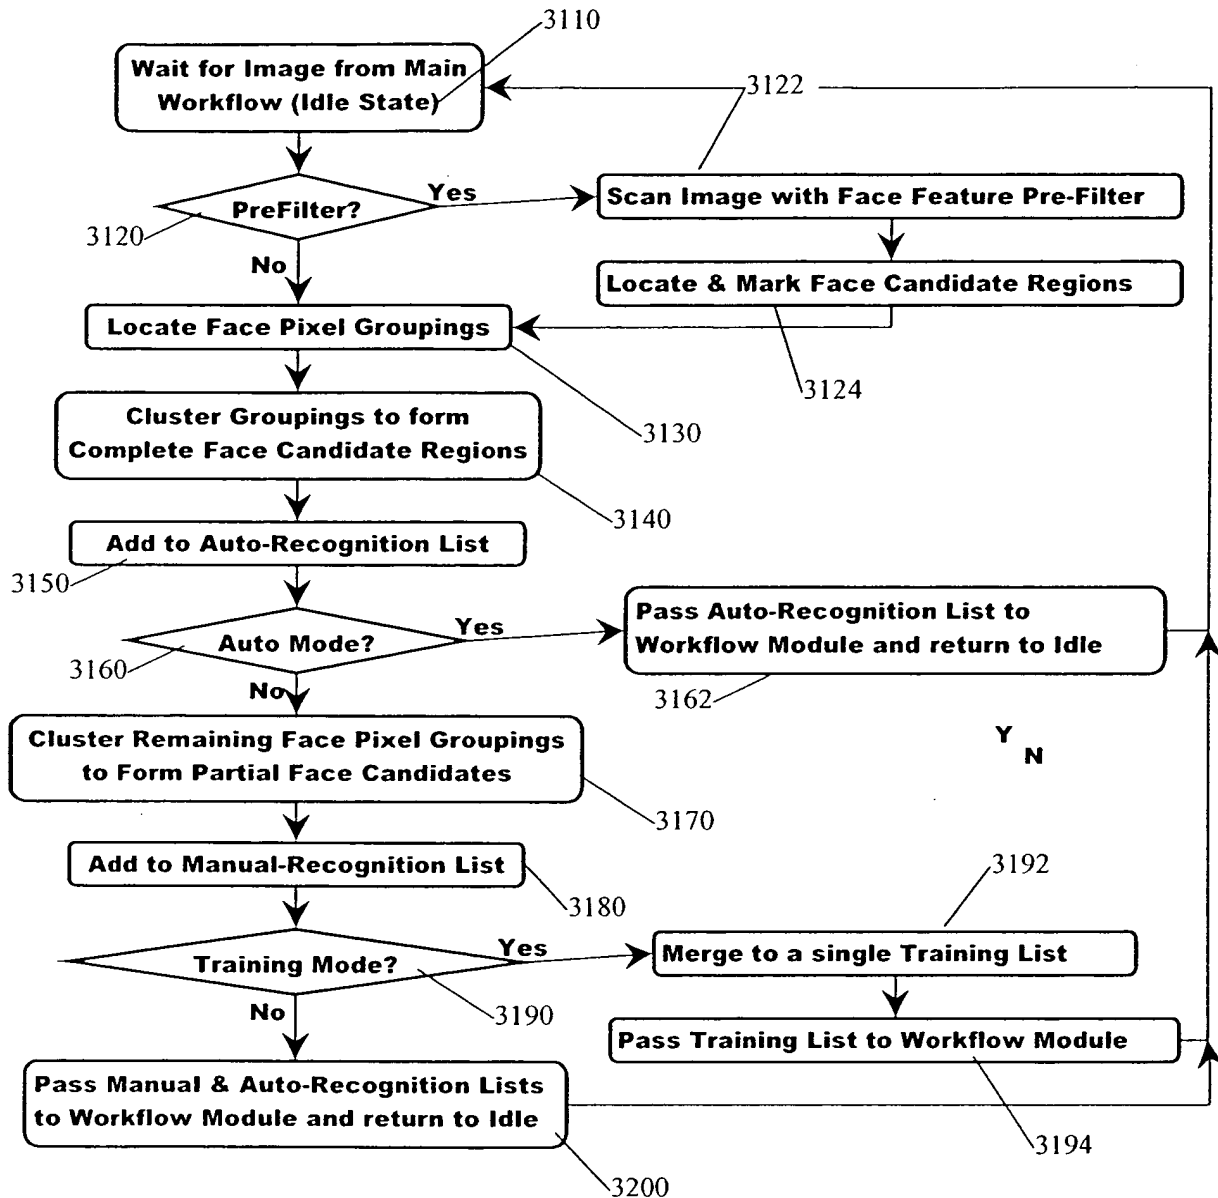 3110
Wait for Image from Main
Workflow (Idle State)
3122
Yes
Scan Image with Face Feature Pre-Filter
PreFilter?
3120
No
Locate & Mark Face Candidate Regions
Locate Face Pixel Groupings
3124
Cluster Groupings to form
Complete Face Candidate Regions
3130
3140
Add to Auto-Recognition List
3150
Yes
Pass Auto-Recognition List to
Workflow Module and return to Idle
Auto Mode?
3160
3162
No
Y
N
Cluster Remaining Face Pixel Groupings
to Form Partial Face Candidates
3170
Add to Manual-Recognition List
3192
3180
Yes
Merge to a single Training List
Training Mode?
No
3190
Pass Training List to Workflow Module
Pass Manual & Auto-Recognition Lists
to Workflow Module and return to Idle
3194
3200